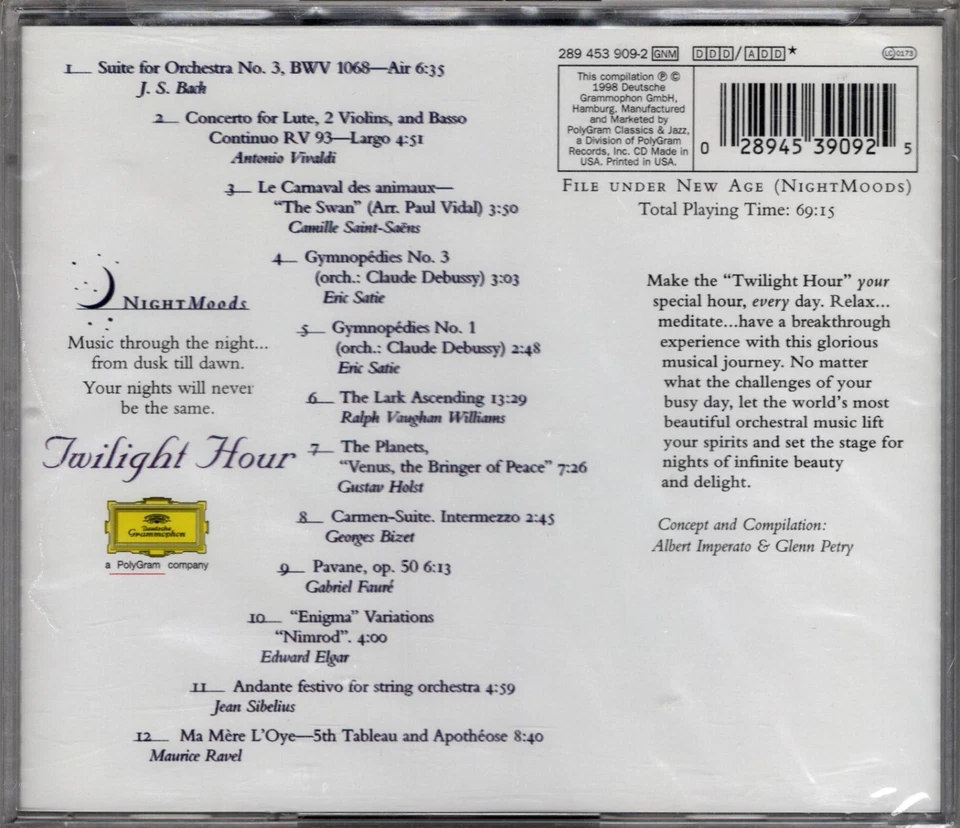 1 Suite for Orchestra No. 3, BWV 1068—Air 6:35
J. S. Bach
2 Concerto for Lute, 2 Violins, and Basso
Continuo RV 93—Largo 4:51
Antonio Vivaldi
3 Le Carnaval des animaux—
“The Swan” (Arr. Paul Vidal) 3:50
Camille Saint-Saëns
4 Gymnopédies No. 3
(orch.: Claude Debussy) 3:03
Eric Satie
5 Gymnopédies No. 1
(orch.: Claude Debussy) 2:48
Eric Satie
6 The Lark Ascending 13:29
Ralph Vaughan Williams
7 The Planets,
“Venus, the Bringer of Peace” 7:26
Gustav Holst
8 Carmen-Suite. Intermezzo 2:45
Georges Bizet
9 Pavane, op. 50 6:13
Gabriel Fauré
10 “Enigma” Variations
“Nimrod”. 4:00
Edward Elgar
11 Andante festivo for string orchestra 4:59
Jean Sibelius
12 Ma Mère L’Oye—5th Tableau and Apothéose 8:40
Maurice Ravel
NightMoods
Music through the night...
from dusk till dawn.
Your nights will never
be the same.
Twilight Hour
Deutsche
Grammophon
a PolyGram company
289 453 909-2 GNM DDD/ADD*
LC 0173
This compilation ℗ ©
1998 Deutsche
Grammophon GmbH,
Hamburg. Manufactured
and Marketed by
PolyGram Classics & Jazz,
a Division of PolyGram
Records, Inc. CD Made in
USA. Printed in USA.
0 28945 39092 5
File under New Age (NightMoods)
Total Playing Time: 69:15
Make the “Twilight Hour” your
special hour, every day. Relax...
meditate...have a breakthrough
experience with this glorious
musical journey. No matter
what the challenges of your
busy day, let the world’s most
beautiful orchestral music lift
your spirits and set the stage for
nights of infinite beauty
and delight.
Concept and Compilation:
Albert Imperato & Glenn Petry